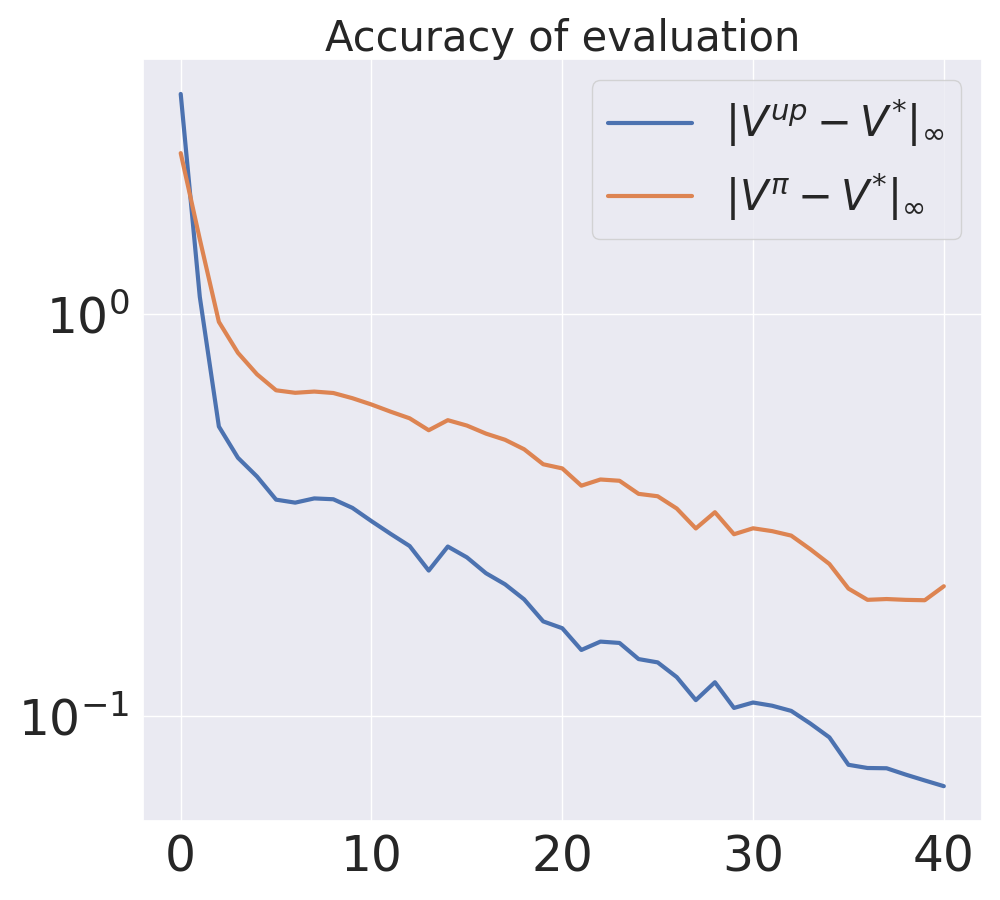 Accuracy of evaluation
|V^{up} − V^*|_∞
|V^π − V^*|_∞
10^0
10^{−1}
0 10 20 30 40